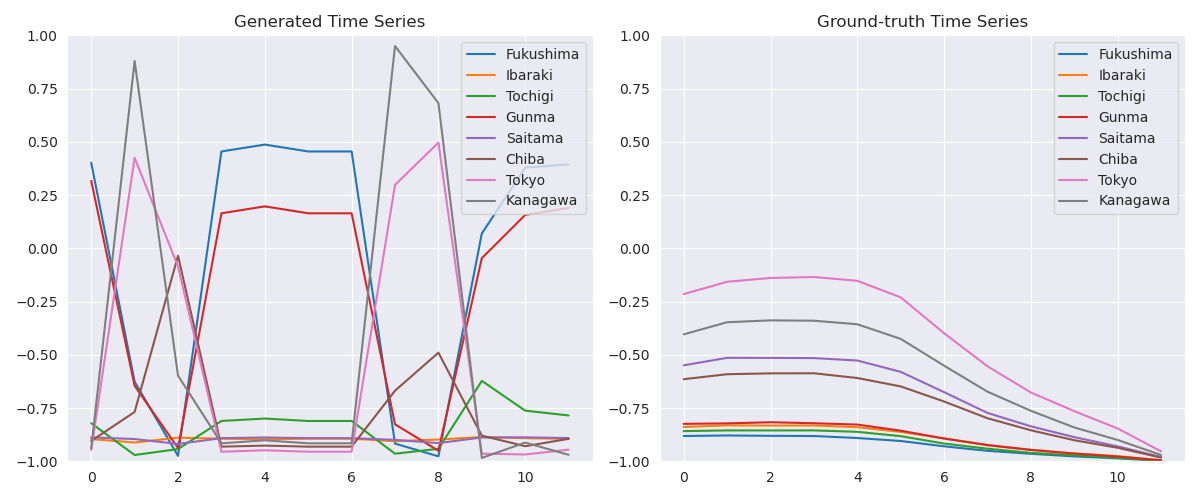 Generated Time Series
1.00
0.75
0.50
0.25
0.00
−0.25
−0.50
−0.75
−1.00
0 2 4 6 8 10
Fukushima
Ibaraki
Tochigi
Gunma
Saitama
Chiba
Tokyo
Kanagawa
Ground-truth Time Series
1.00
0.75
0.50
0.25
0.00
−0.25
−0.50
−0.75
−1.00
0 2 4 6 8 10
Fukushima
Ibaraki
Tochigi
Gunma
Saitama
Chiba
Tokyo
Kanagawa